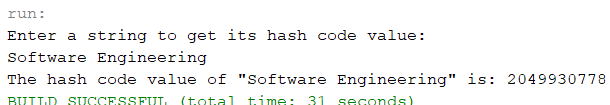 run:
Enter a string to get its hash code value:
Software Engineering
The hash code value of "Software Engineering" is: 2049930778
BUILD SUCCESSFUL (total time: 31 seconds)